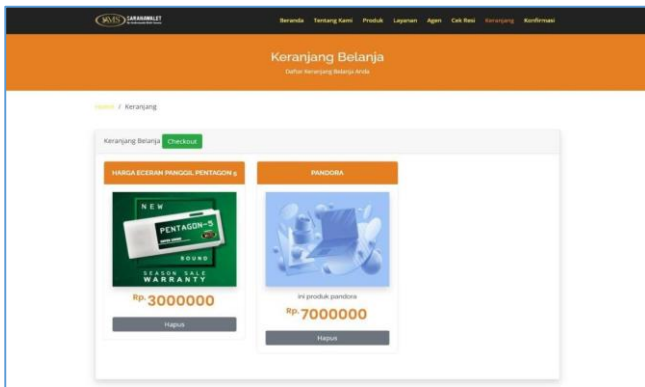 SARANAWALET
Beranda Tentang Kami Produk Layanan Agen Cek Resi Keranjang Konfirmasi
Keranjang Belanja
Daftar Keranjang Belanja Anda
Home / Keranjang
Keranjang Belanja Checkout
HARGA ECERAN PANGGIL PENTAGON 5
NEW
PENTAGON-5
SOUND
SEASON SALE
WARRANTY
Rp. 3000000
Hapus
PANDORA
ini produk pandora
Rp. 7000000
Hapus